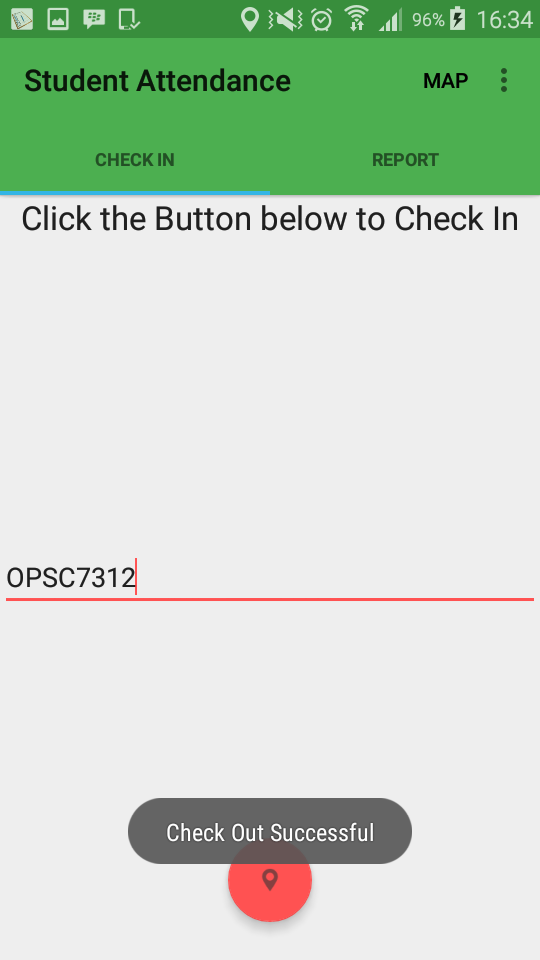 96% 16:34
Student Attendance MAP
CHECK IN REPORT
Click the Button below to Check In
OPSC7312
Check Out Successful